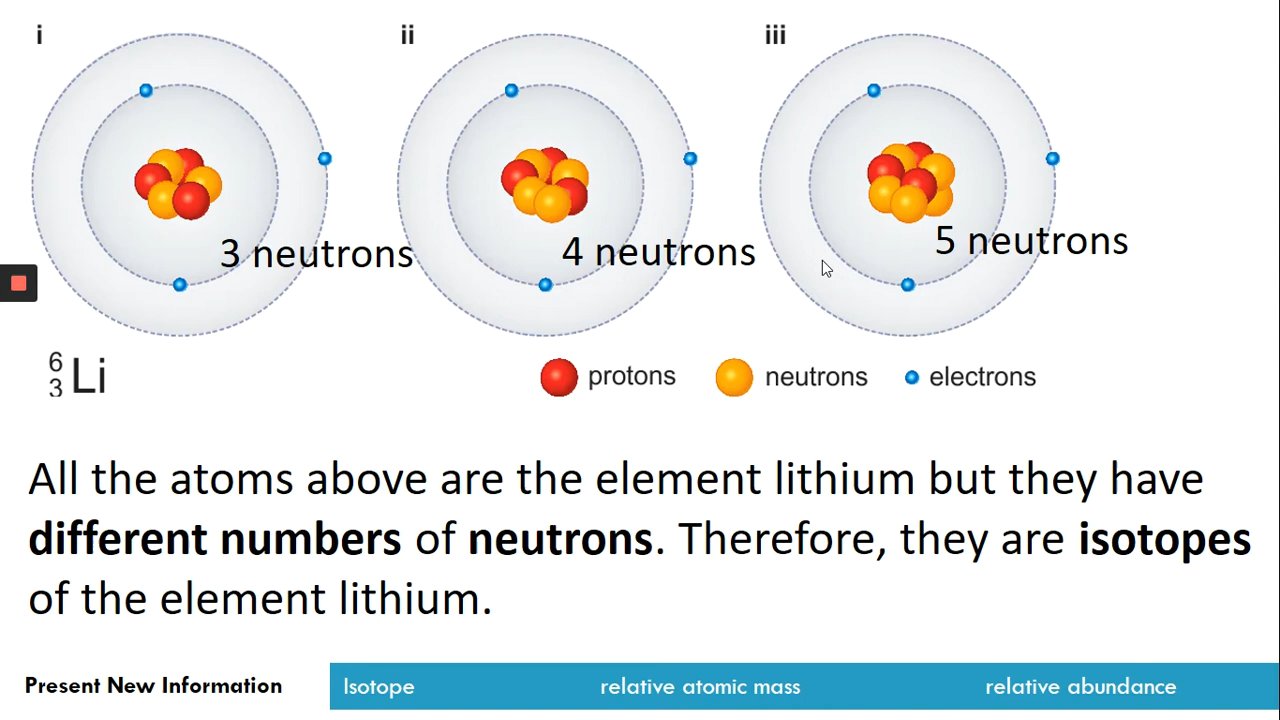 i
ii
iii
3 neutrons
4 neutrons
5 neutrons
6
3 Li
protons
neutrons
electrons
All the atoms above are the element lithium but they have
different numbers of neutrons. Therefore, they are isotopes
of the element lithium.
Present New Information
Isotope
relative atomic mass
relative abundance